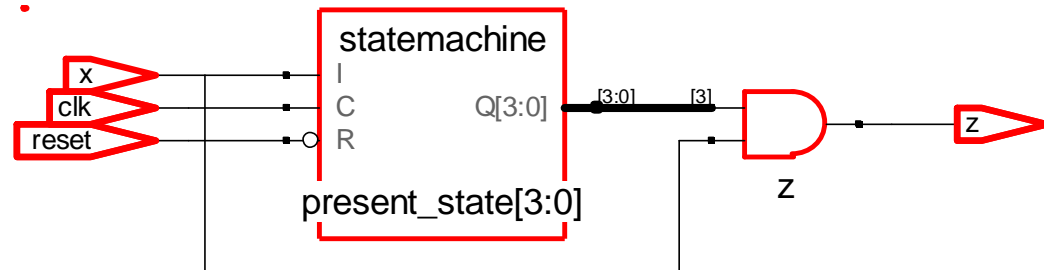 statemachine
x
I
clk
C
Q[3:0]
[3:0]
[3]
reset
R
z
z
present_state[3:0]